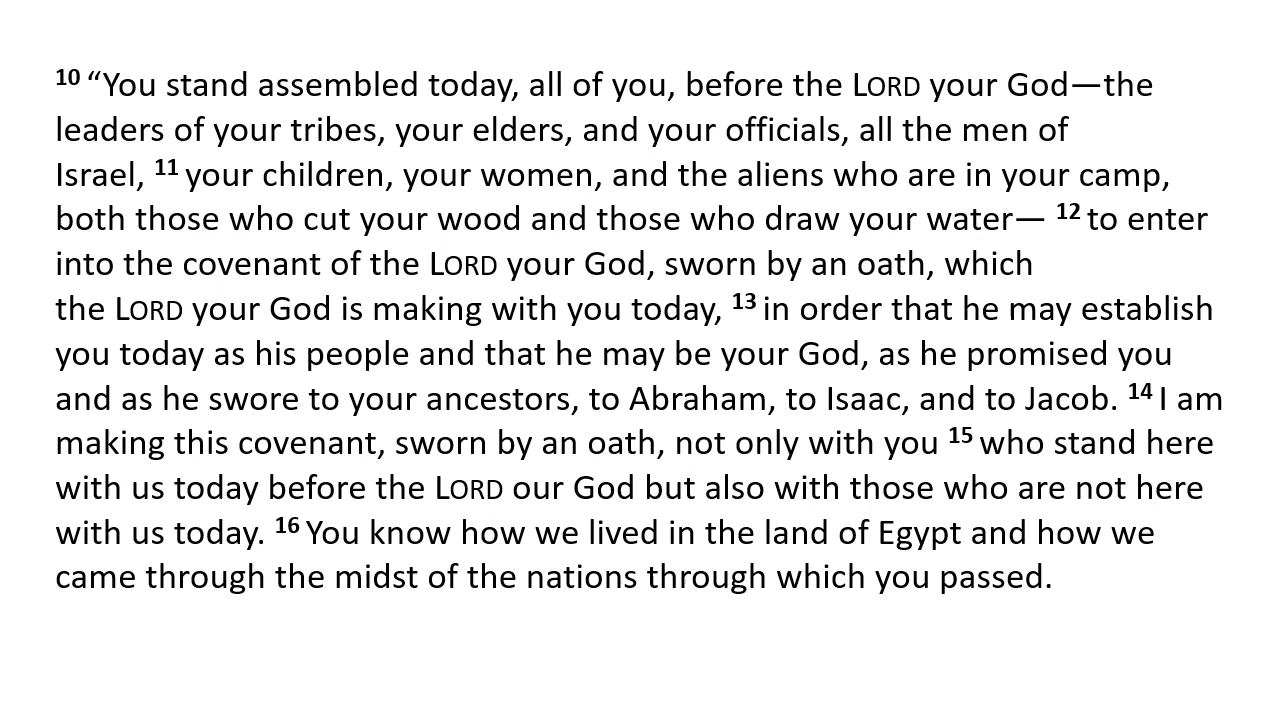 10 “You stand assembled today, all of you, before the LORD your God—the
leaders of your tribes, your elders, and your officials, all the men of
Israel, 11 your children, your women, and the aliens who are in your camp,
both those who cut your wood and those who draw your water— 12 to enter
into the covenant of the LORD your God, sworn by an oath, which
the LORD your God is making with you today, 13 in order that he may establish
you today as his people and that he may be your God, as he promised you
and as he swore to your ancestors, to Abraham, to Isaac, and to Jacob. 14 I am
making this covenant, sworn by an oath, not only with you 15 who stand here
with us today before the LORD our God but also with those who are not here
with us today. 16 You know how we lived in the land of Egypt and how we
came through the midst of the nations through which you passed.